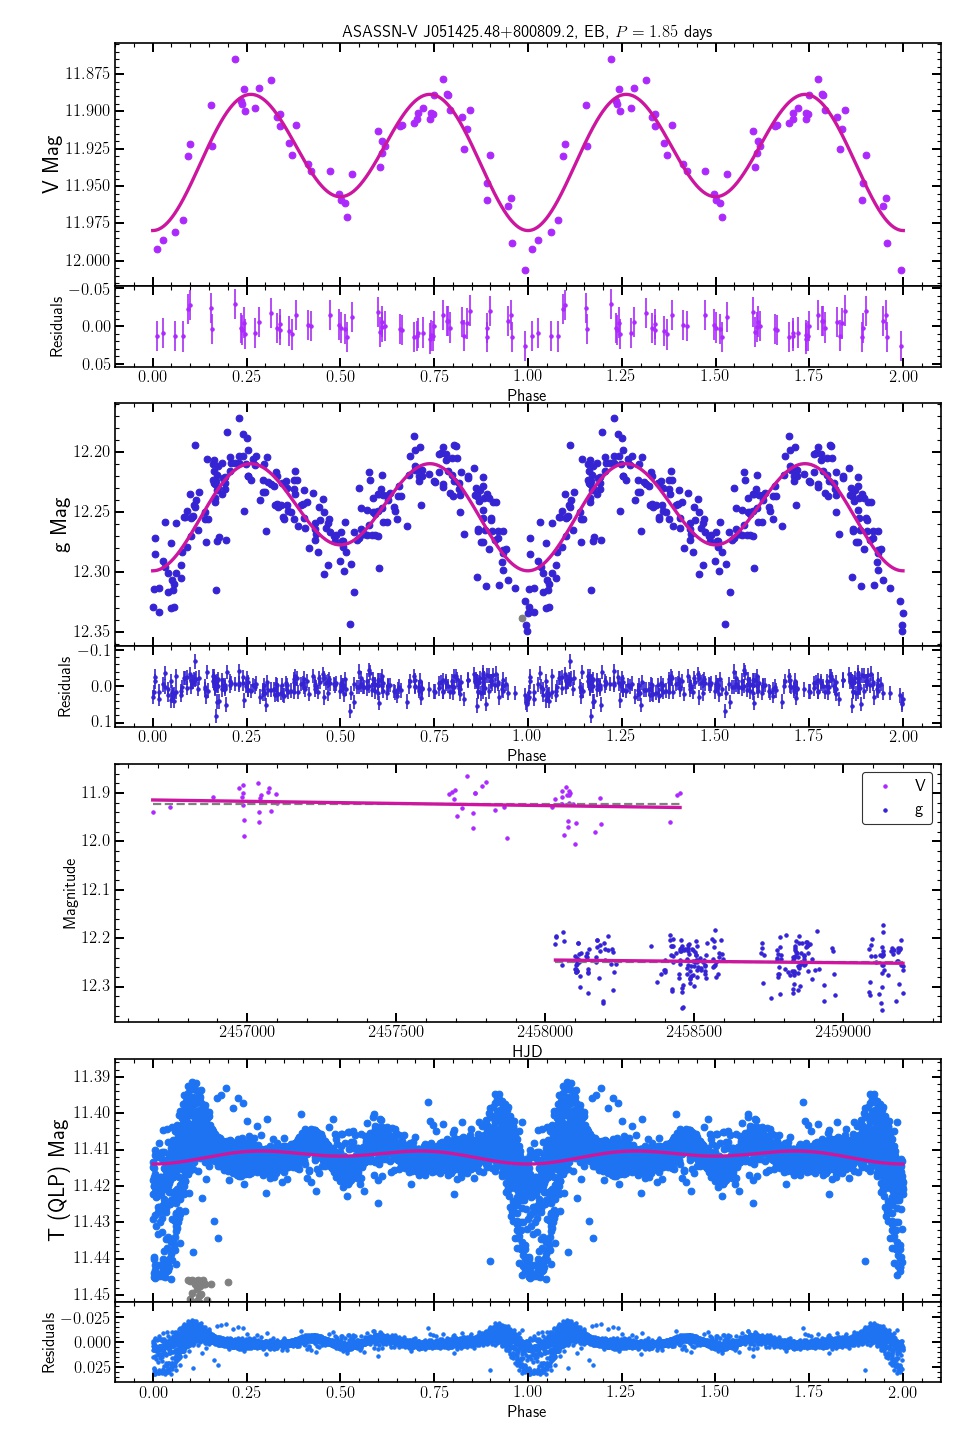 ASASSN-V J051425.48+800809.2, EB, P = 1.85 days
V Mag
11.875
11.900
11.925
11.950
11.975
12.000
Residuals
−0.05
0.00
0.05
0.00 0.25 0.50 0.75 1.00 1.25 1.50 1.75 2.00
Phase
g Mag
12.20
12.25
12.30
12.35
Residuals
−0.1
0.0
0.1
0.00 0.25 0.50 0.75 1.00 1.25 1.50 1.75 2.00
Phase
Magnitude
11.9
12.0
12.1
12.2
12.3
V
g
2457000 2457500 2458000 2458500 2459000
HJD
T (QLP) Mag
11.39
11.40
11.41
11.42
11.43
11.44
11.45
Residuals
−0.025
0.000
0.025
0.00 0.25 0.50 0.75 1.00 1.25 1.50 1.75 2.00
Phase